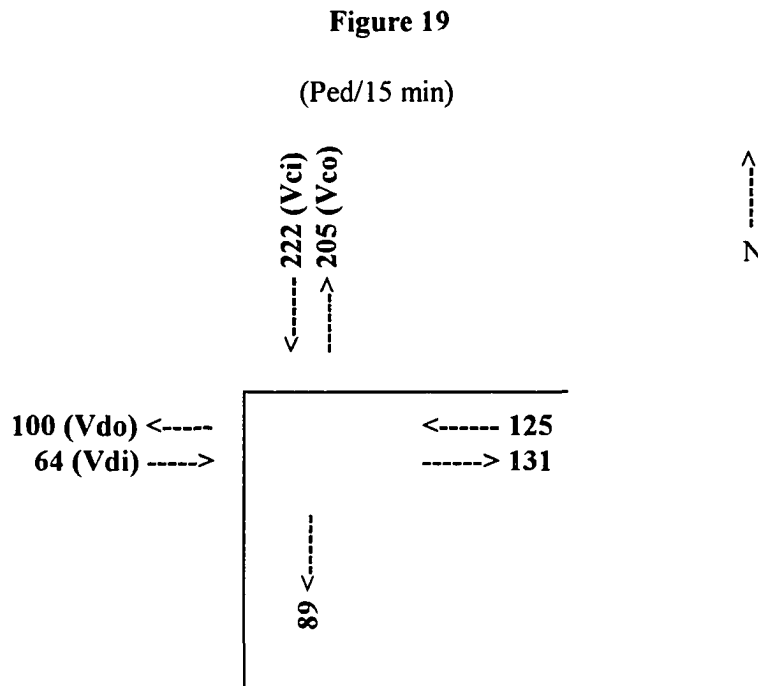 Figure 19
(Ped/15 min)
222 (Vci)
205 (Vco)
N
100 (Vdo)
125
64 (Vdi)
131
89